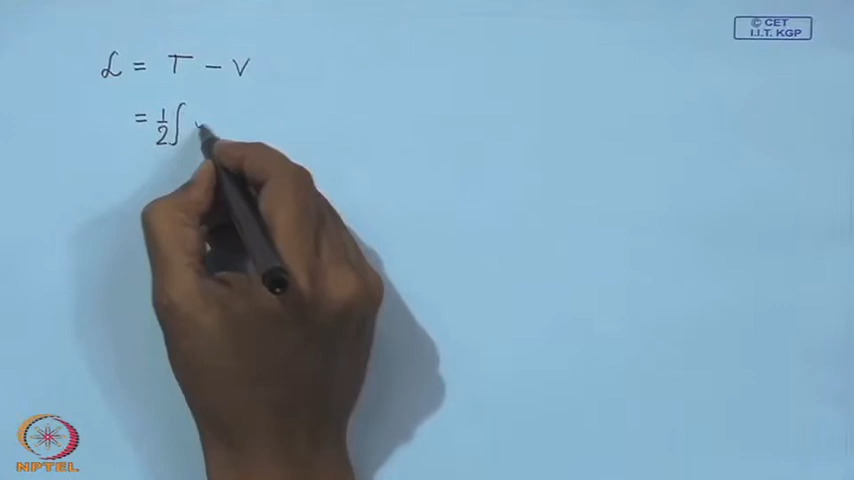 © CET
I.I.T. KGP
ℒ = T − V
= 1/2 ∫
NPTEL